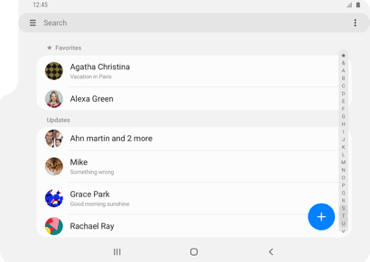 12:45
Search
★ Favorites
Agatha Christina
Vacation in Paris
Alexa Green
Updates
Ahn martin and 2 more
Mike
Something wrong
Grace Park
Good morning sunshine
Rachael Ray
★
&
A
B
C
D
E
F
G
H
I
J
K
L
M
N
O
P
Q
R
S
T
U
V